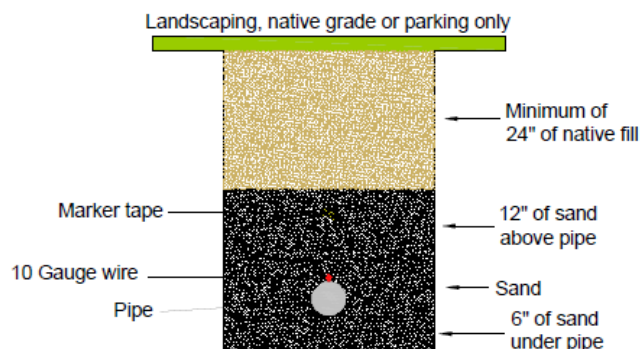 Landscaping, native grade or parking only
Minimum of
24" of native fill
Marker tape
12" of sand
above pipe
10 Gauge wire
Sand
Pipe
6" of sand
under pipe